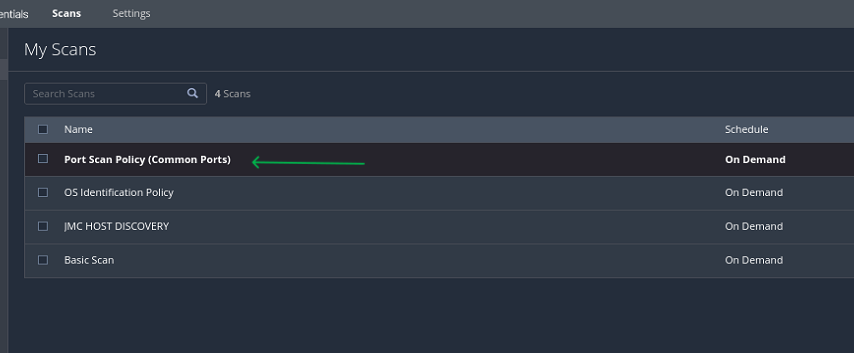 entials Scans Settings
My Scans
Search Scans 4 Scans
Name Schedule
Port Scan Policy (Common Ports) On Demand
OS Identification Policy On Demand
JMC HOST DISCOVERY On Demand
Basic Scan On Demand